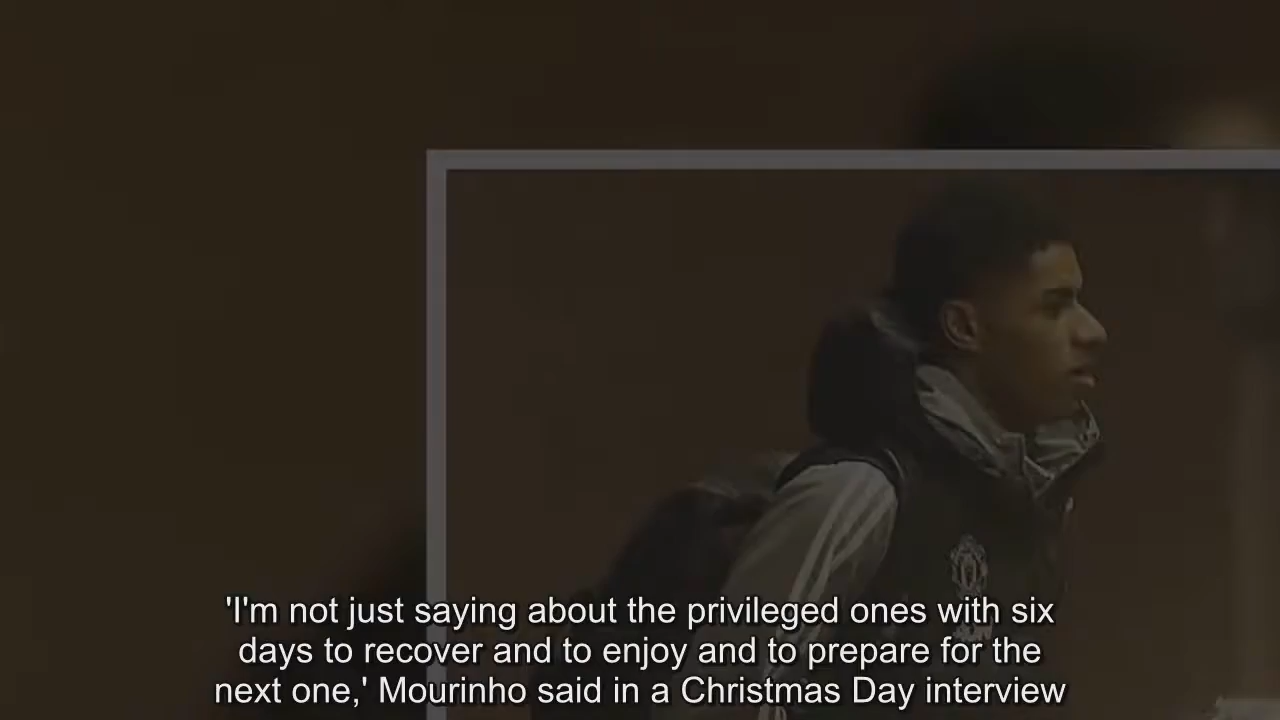 'I'm not just saying about the privileged ones with six
days to recover and to enjoy and to prepare for the
next one,' Mourinho said in a Christmas Day interview